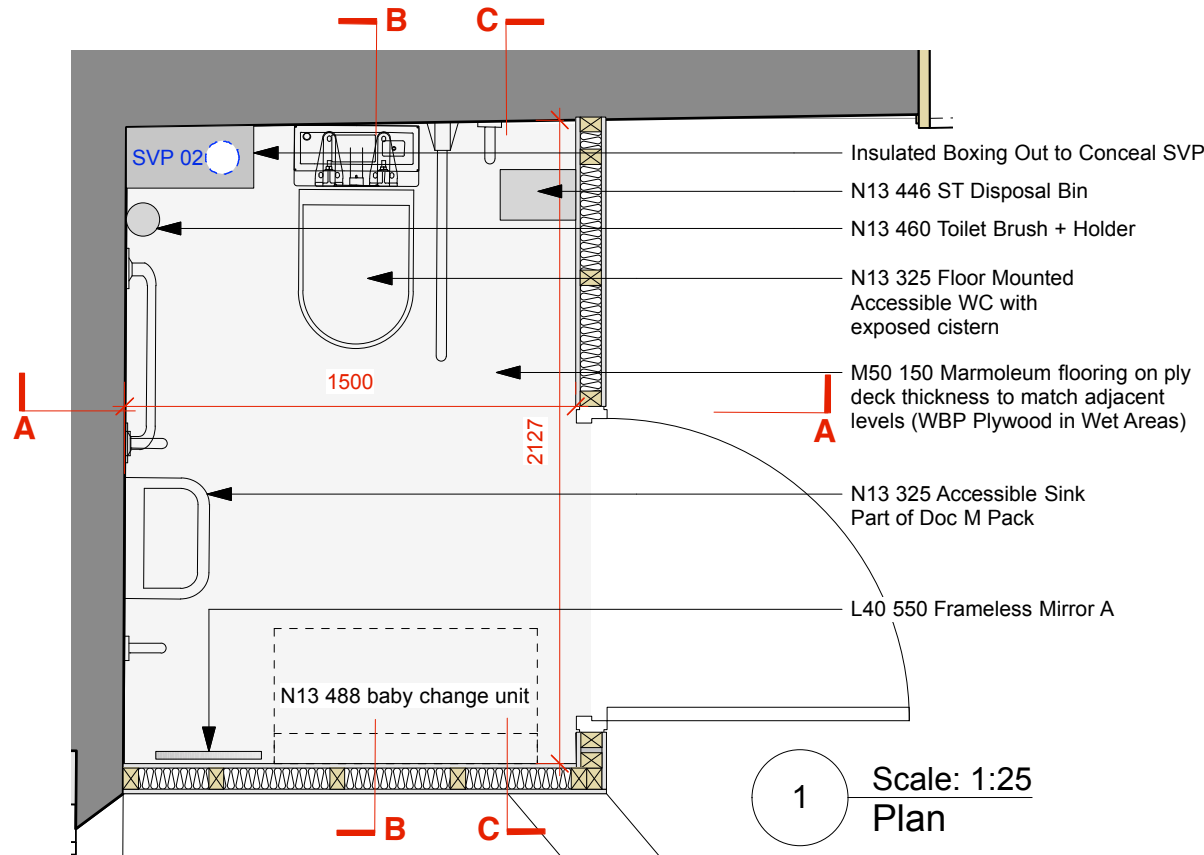 B
C
SVP 02
Insulated Boxing Out to Conceal SVP
N13 446 ST Disposal Bin
N13 460 Toilet Brush + Holder
N13 325 Floor Mounted
Accessible WC with
exposed cistern
1500
M50 150 Marmoleum flooring on ply
deck thickness to match adjacent
levels (WBP Plywood in Wet Areas)
A
A
2127
N13 325 Accessible Sink
Part of Doc M Pack
L40 550 Frameless Mirror A
N13 488 baby change unit
B
C
1
Scale: 1:25
Plan